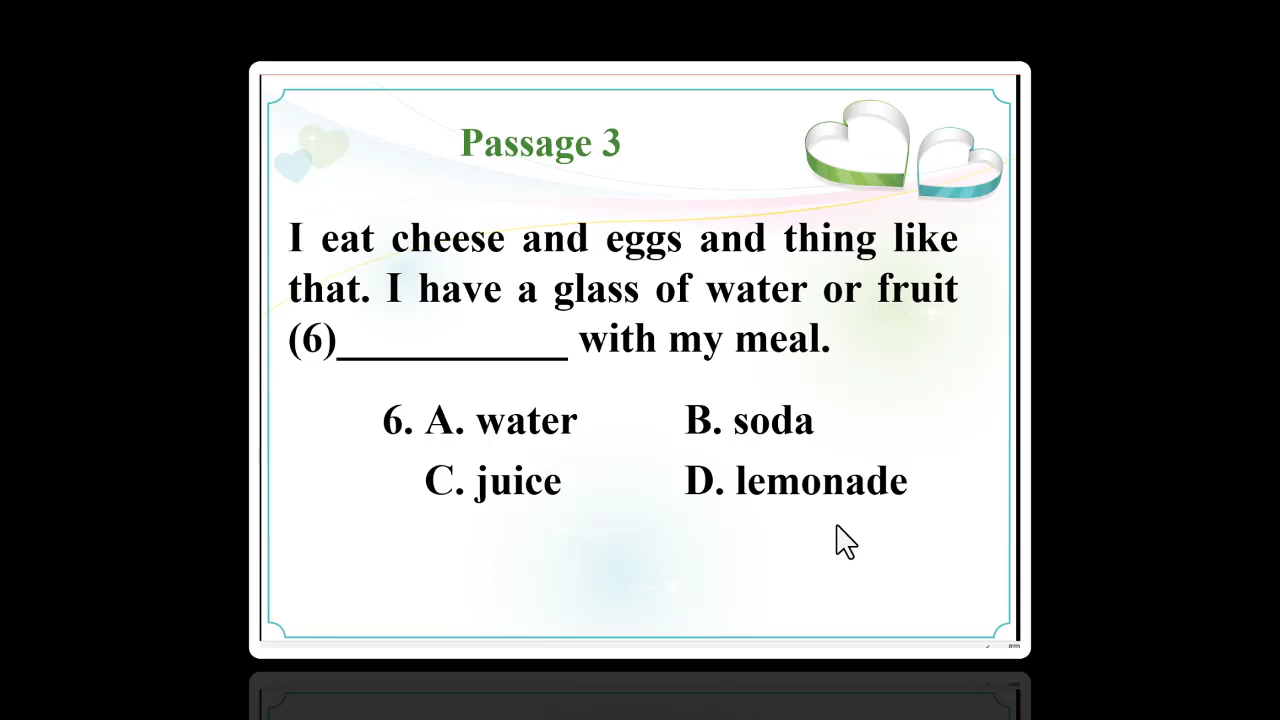 Passage 3
I eat cheese and eggs and thing like
that. I have a glass of water or fruit
(6)___________ with my meal.
6. A. water B. soda
C. juice D. lemonade